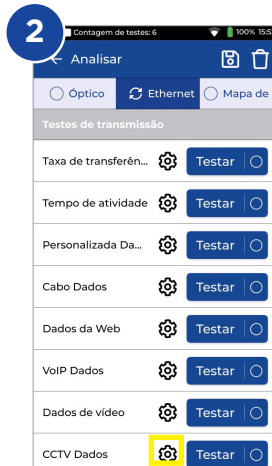 2
Contagem de testes: 6 100% 15:5
← Analisar
Óptico Ethernet Mapa de
Testes de transmissão
Taxa de transferên... Testar
Tempo de atividade Testar
Personalizada Da... Testar
Cabo Dados Testar
Dados da Web Testar
VoIP Dados Testar
Dados de vídeo Testar
CCTV Dados Testar